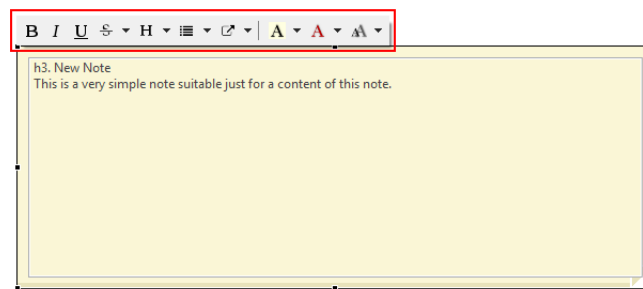 B I U S H A A A
h3. New Note
This is a very simple note suitable just for a content of this note.